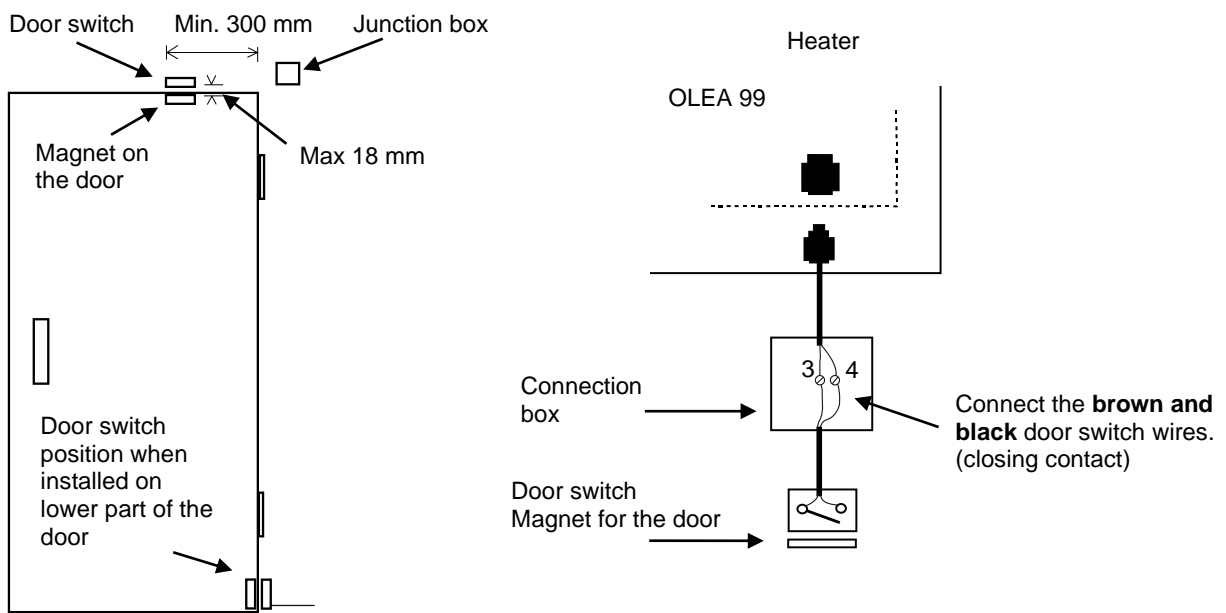 Door switch
Min. 300 mm
Junction box
Magnet on
the door
Max 18 mm
Door switch
position when
installed on
lower part of the
door
Heater
OLEA 99
3
4
Connection
box
Connect the brown and
black door switch wires.
(closing contact)
Door switch
Magnet for the door